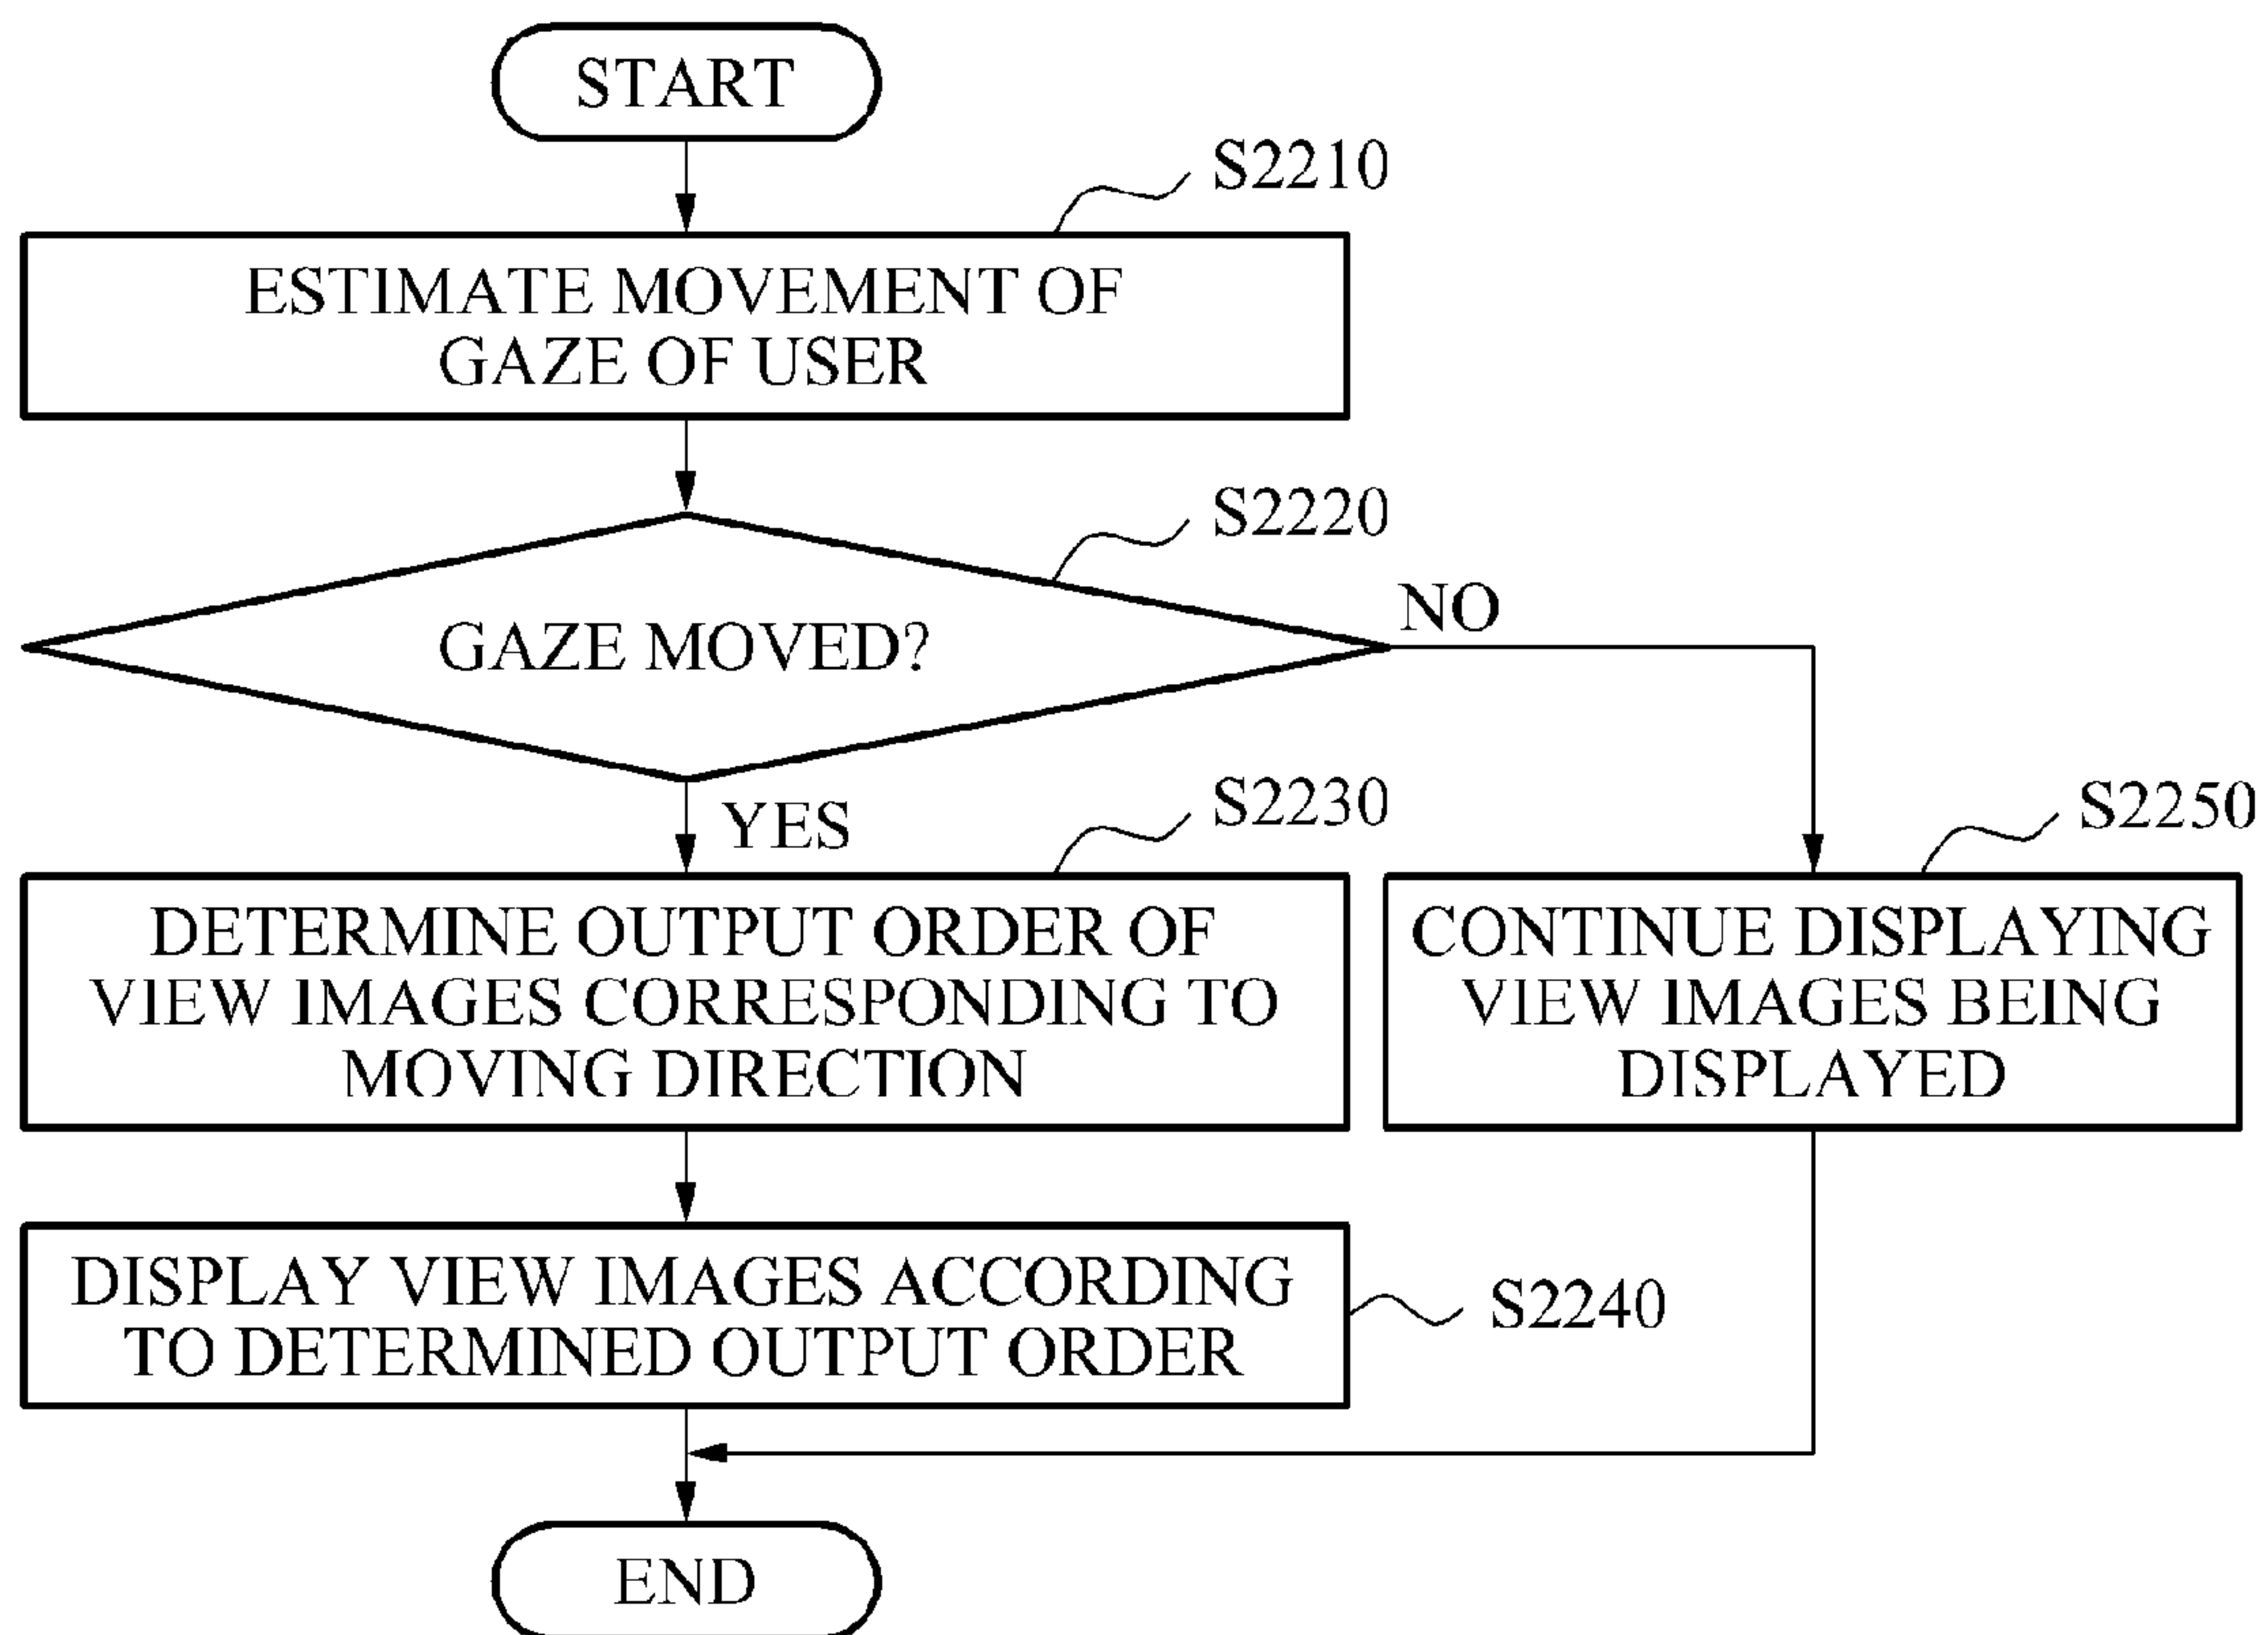 START
S2210
ESTIMATE MOVEMENT OF
GAZE OF USER
S2220
GAZE MOVED?
NO
YES
S2230
DETERMINE OUTPUT ORDER OF
VIEW IMAGES CORRESPONDING TO
MOVING DIRECTION
S2250
CONTINUE DISPLAYING
VIEW IMAGES BEING
DISPLAYED
DISPLAY VIEW IMAGES ACCORDING
TO DETERMINED OUTPUT ORDER
S2240
END